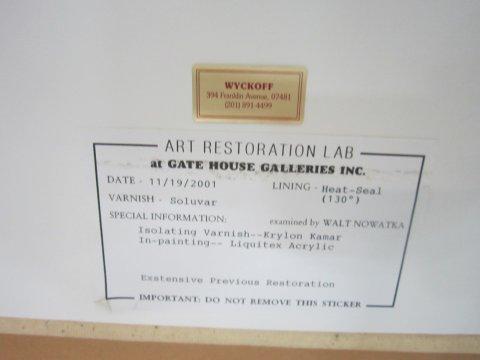 WYCKOFF
394 Franklin Avenue, 07481
(201) 891-4499
ART RESTORATION LAB
at GATE HOUSE GALLERIES INC.
DATE · 11/19/2001 LINING · Heat-Seal
(130°)
VARNISH · Soluvar
SPECIAL INFORMATION: examined by WALT NOWATKA
Isolating Varnish--Krylon Kamar
In-painting-- Liquitex Acrylic
Exstensive Previous Restoration
IMPORTANT: DO NOT REMOVE THIS STICKER